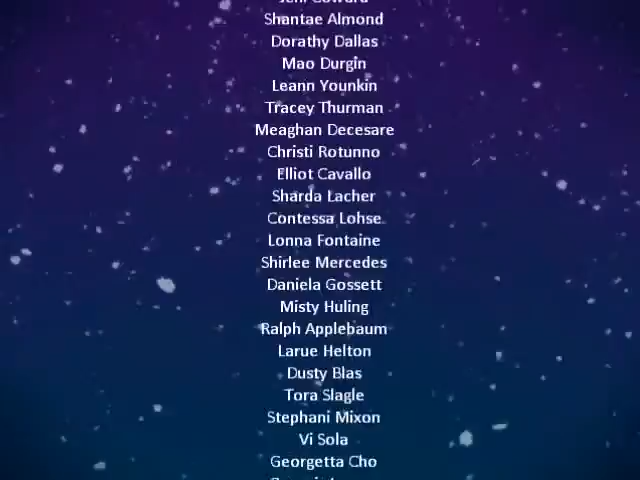 Shantae Almond
Dorathy Dallas
Mao Durgin
Leann Younkin
Tracey Thurman
Meaghan Decesare
Christi Rotunno
Elliot Cavallo
Sharda Lacher
Contessa Lohse
Lonna Fontaine
Shirlee Mercedes
Daniela Gossett
Misty Huling
Ralph Applebaum
Larue Helton
Dusty Blas
Tora Slagle
Stephani Mixon
Vi Sola
Georgetta Cho